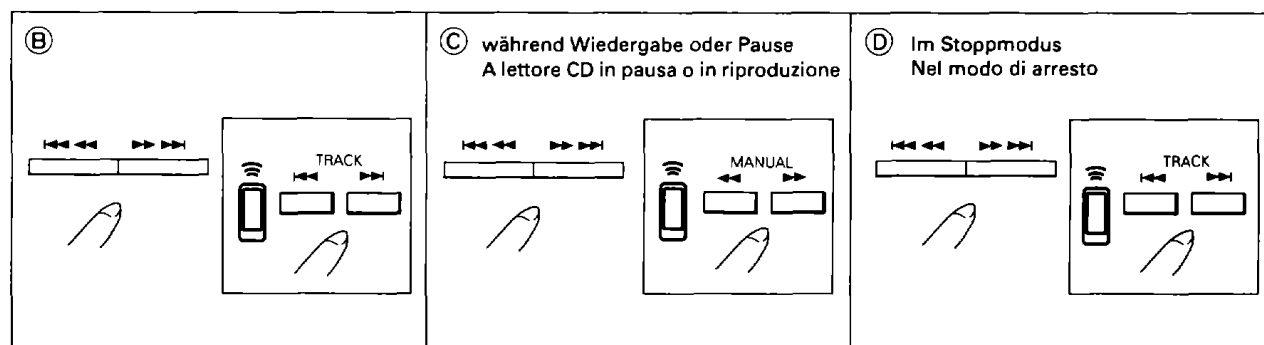 B
TRACK
C während Wiedergabe oder Pause
A lettore CD in pausa o in riproduzione
MANUAL
D Im Stoppmodus
Nel modo di arresto
TRACK